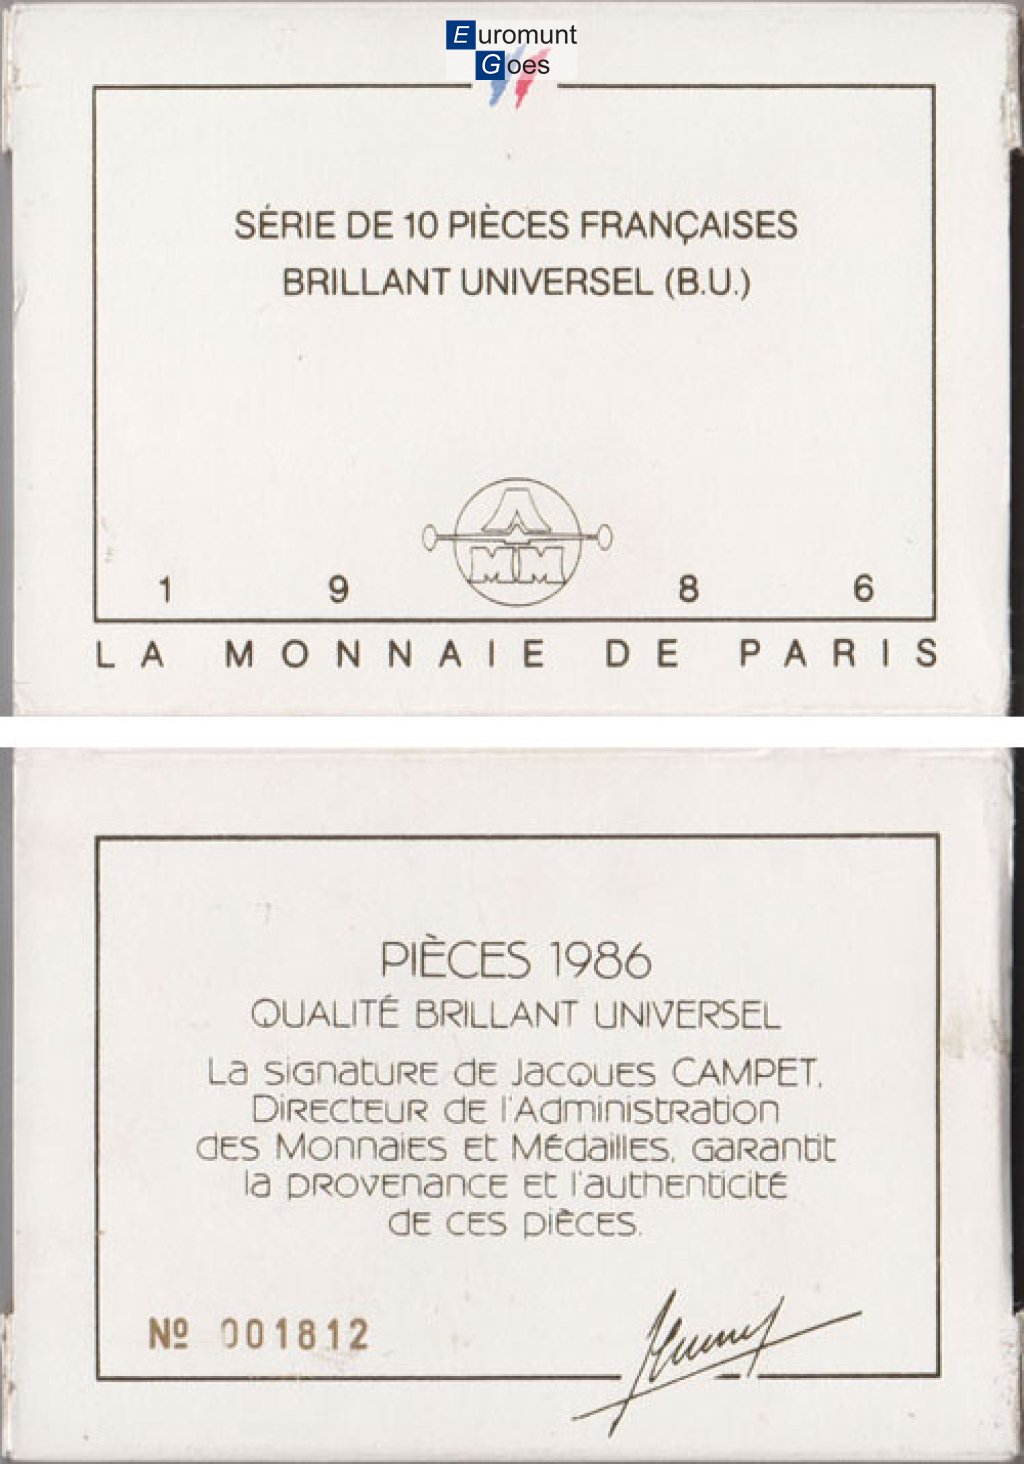 Euromunt
Goes
SÉRIE DE 10 PIÈCES FRANÇAISES
BRILLANT UNIVERSEL (B.U.)
AMM
1 9 8 6
LA MONNAIE DE PARIS
PIÈCES 1986
QUALITÉ BRILLANT UNIVERSEL
La signature de Jacques CAMPET,
Directeur de l'Administration
des Monnaies et Médailles, garantit
la provenance et l'authenticité
de ces pièces.
Nº 001812